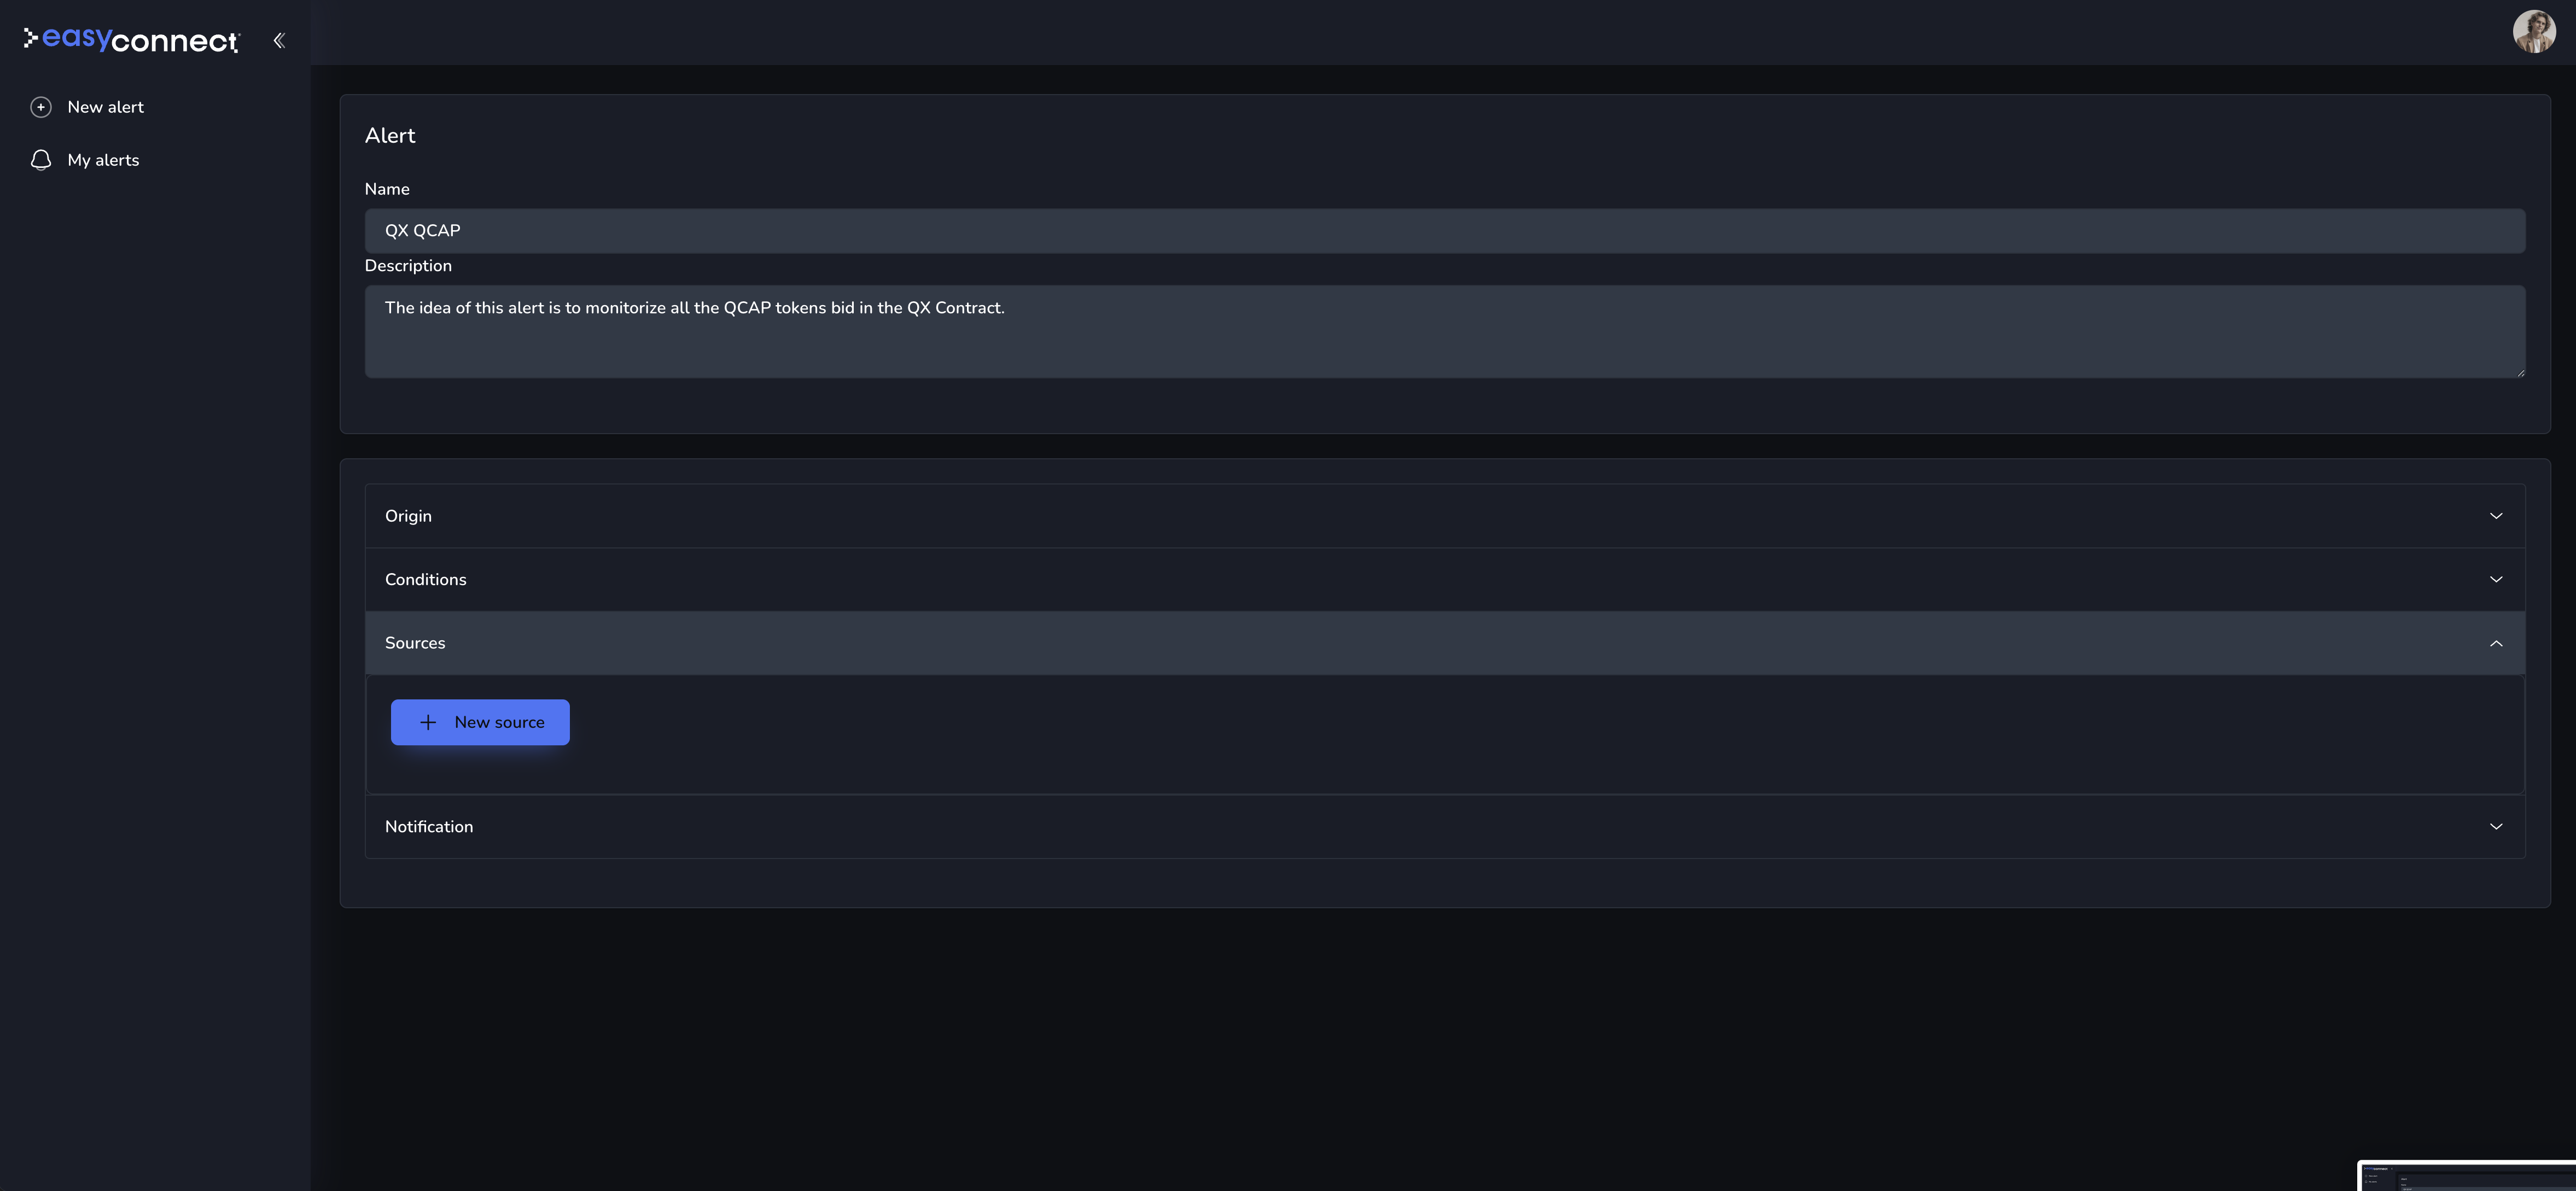 easyconnect
New alert
My alerts
Alert
Name
QX QCAP
Description
The idea of this alert is to monitorize all the QCAP tokens bid in the QX Contract.
Origin
Conditions
Sources
New source
Notification